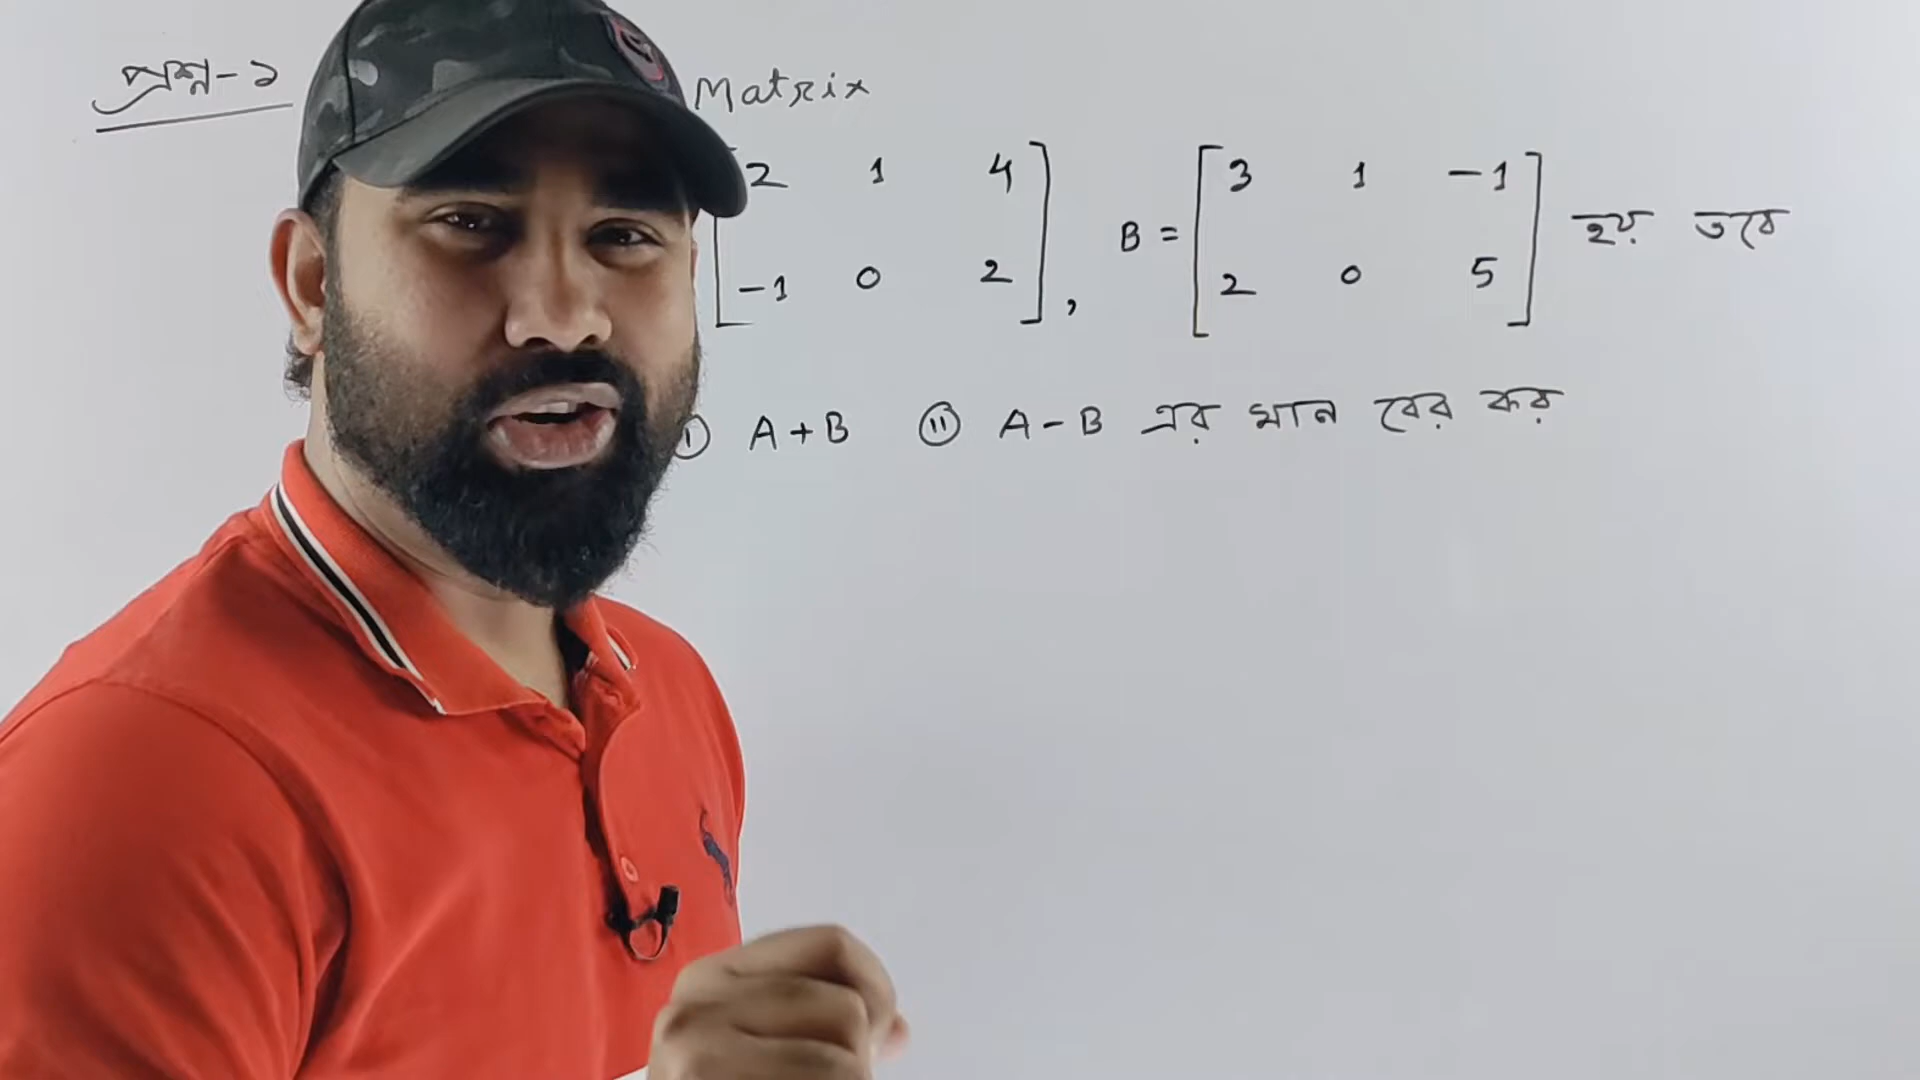 প্রশ্ন-১ Matrix
2 1 4 3 1 -1
B = হয় তবে
-1 0 2 , 2 0 5
(i) A + B (ii) A - B এর মান বের কর